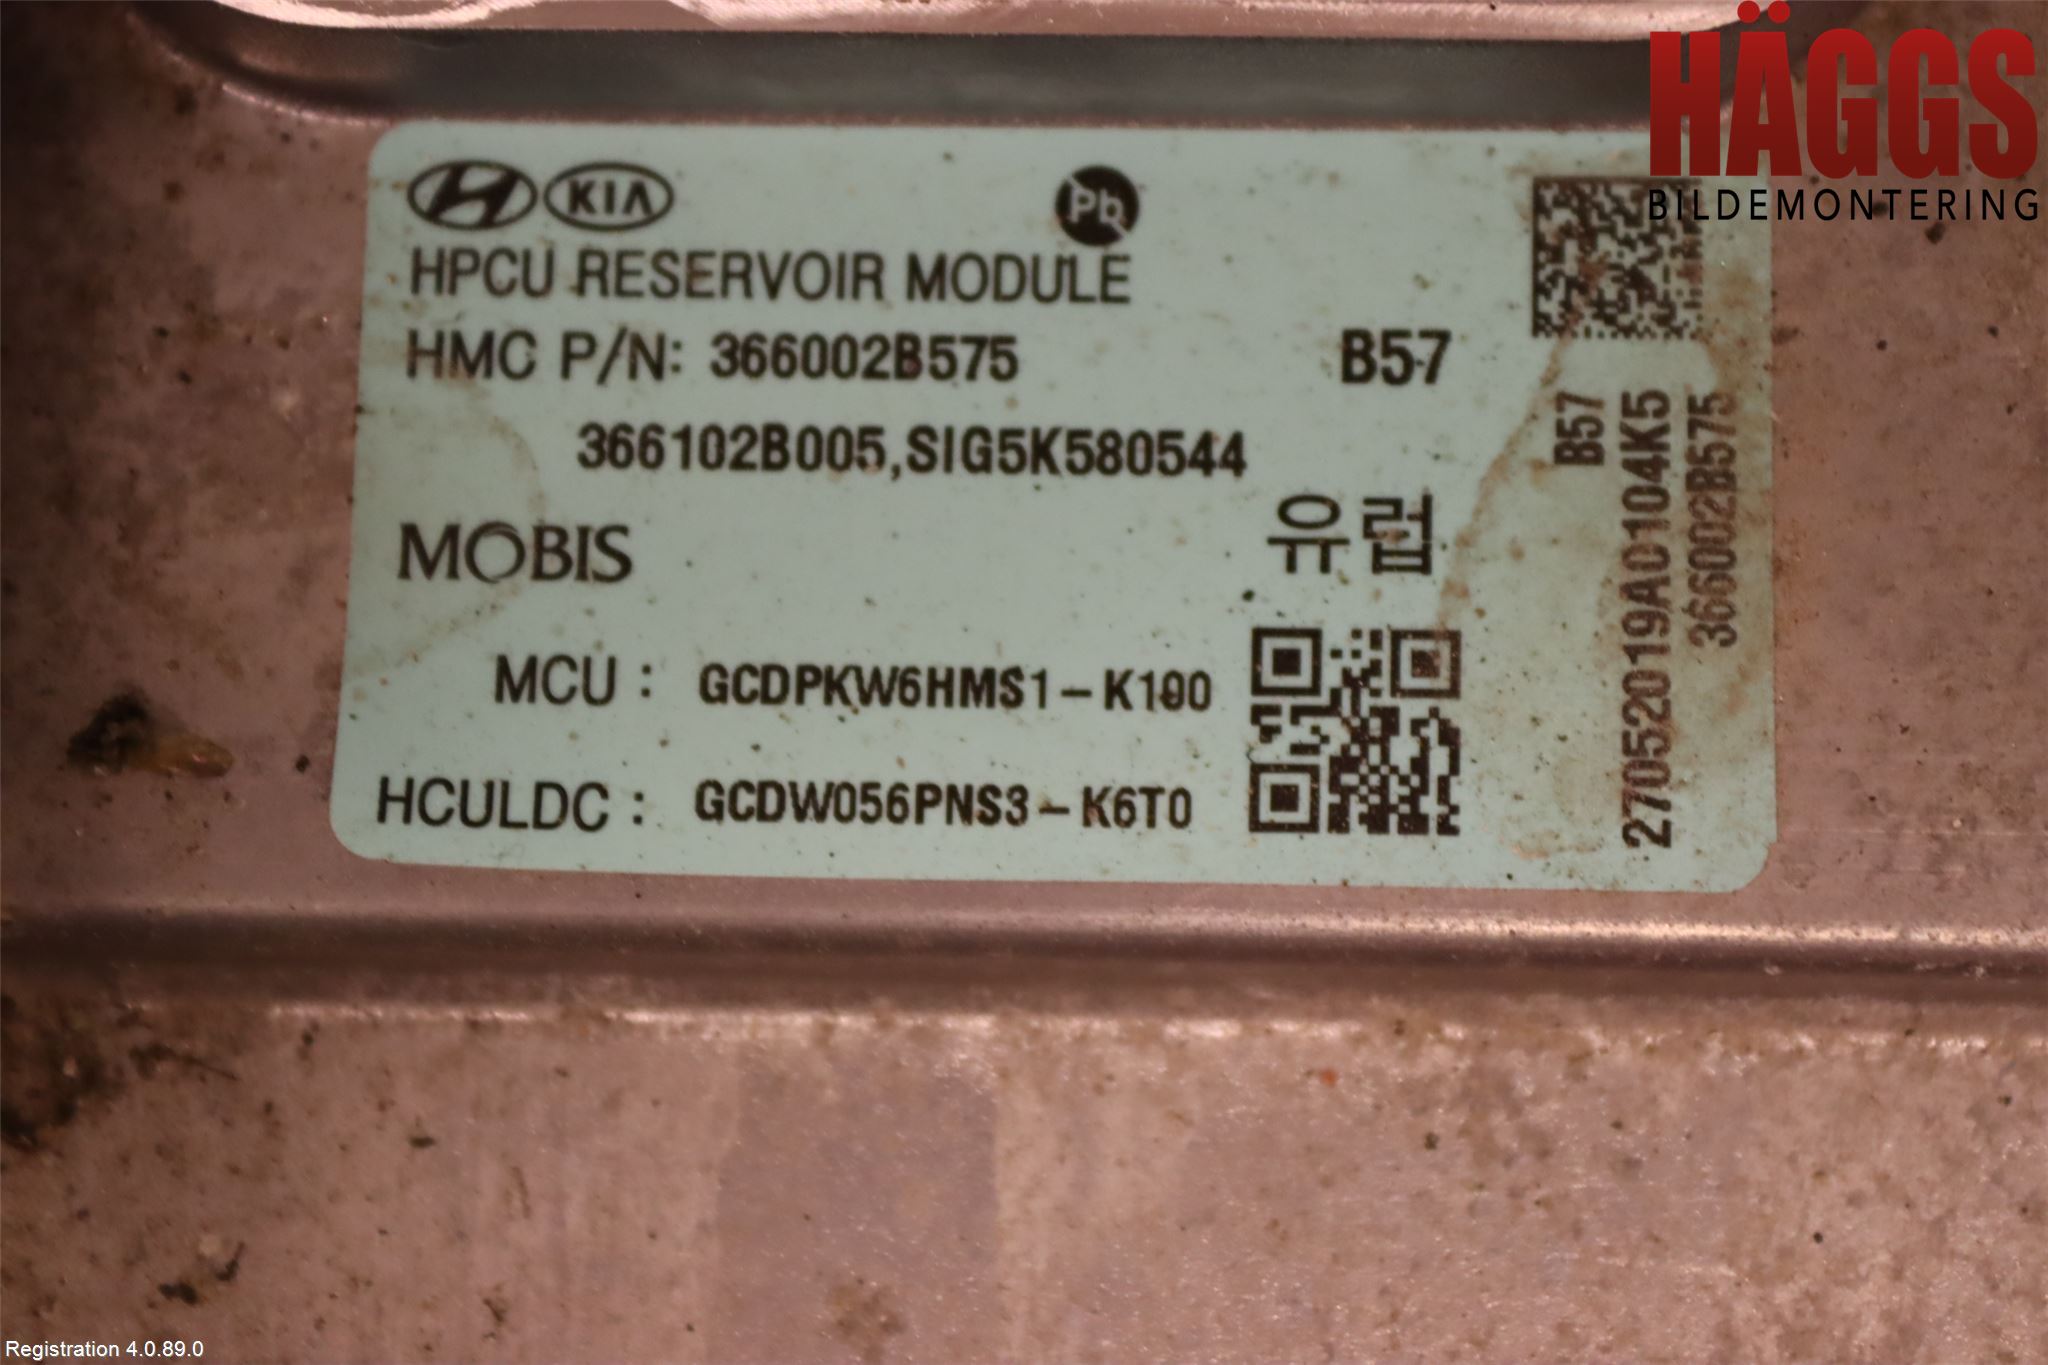 HÄGGS
BILDEMONTERING
KIA
Pb
HPCU RESERVOIR MODULE
HMC P/N: 366002B575
B57
366102B005,SIG5K580544
MOBIS
유럽
MCU : GCDPKW6HMS1-K100
HCULDC : GCDW056PNS3-K6T0
B57
27052019A0104K5
366002B575
Registration 4.0.89.0